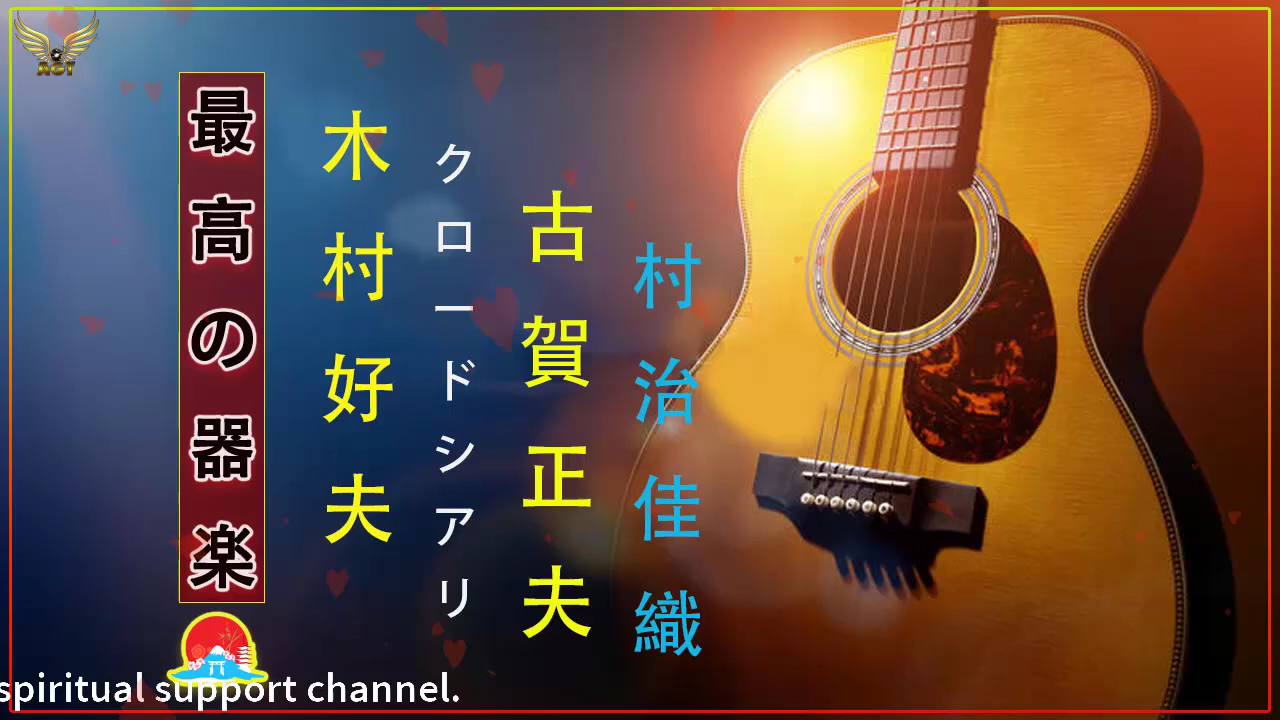 AGT
最高の器楽
木村好夫
クロードシアリ
古賀正夫
村治佳織
spiritual support channel.